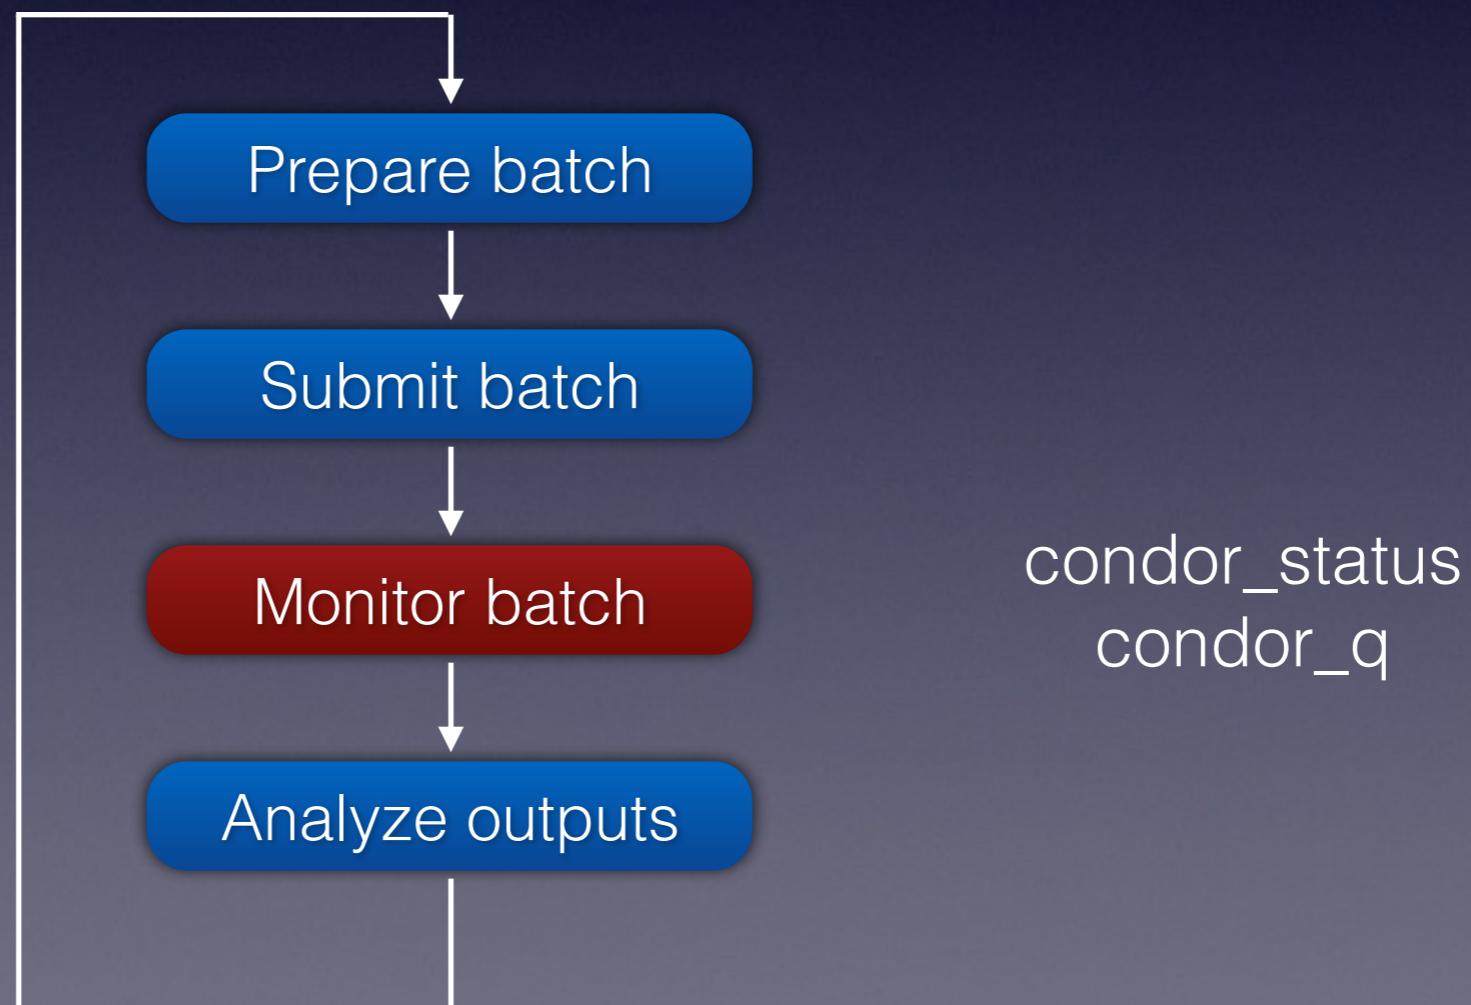 Prepare batch
Submit batch
Monitor batch
condor_status
condor_q
Analyze outputs